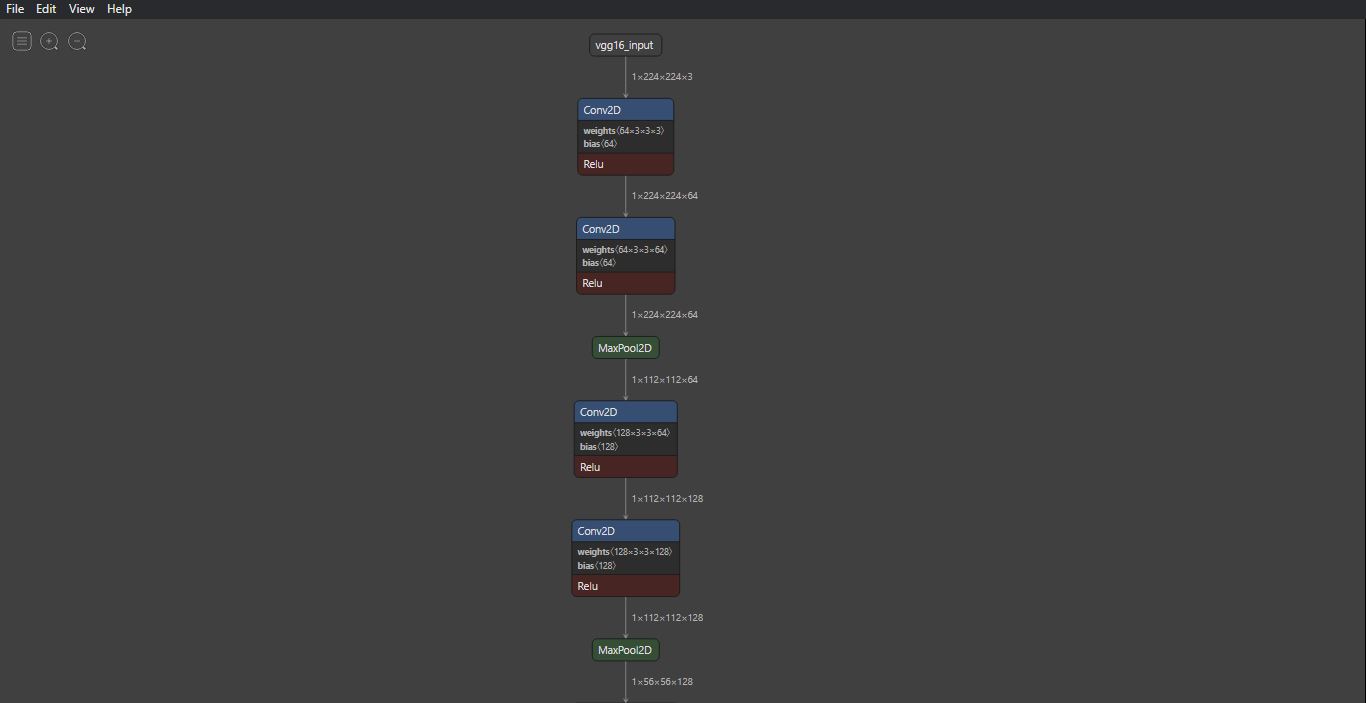 File Edit View Help
vgg16_input
1×224×224×3
Conv2D
weights⟨64×3×3×3⟩
bias⟨64⟩
Relu
1×224×224×64
Conv2D
weights⟨64×3×3×64⟩
bias⟨64⟩
Relu
1×224×224×64
MaxPool2D
1×112×112×64
Conv2D
weights⟨128×3×3×64⟩
bias⟨128⟩
Relu
1×112×112×128
Conv2D
weights⟨128×3×3×128⟩
bias⟨128⟩
Relu
1×112×112×128
MaxPool2D
1×56×56×128